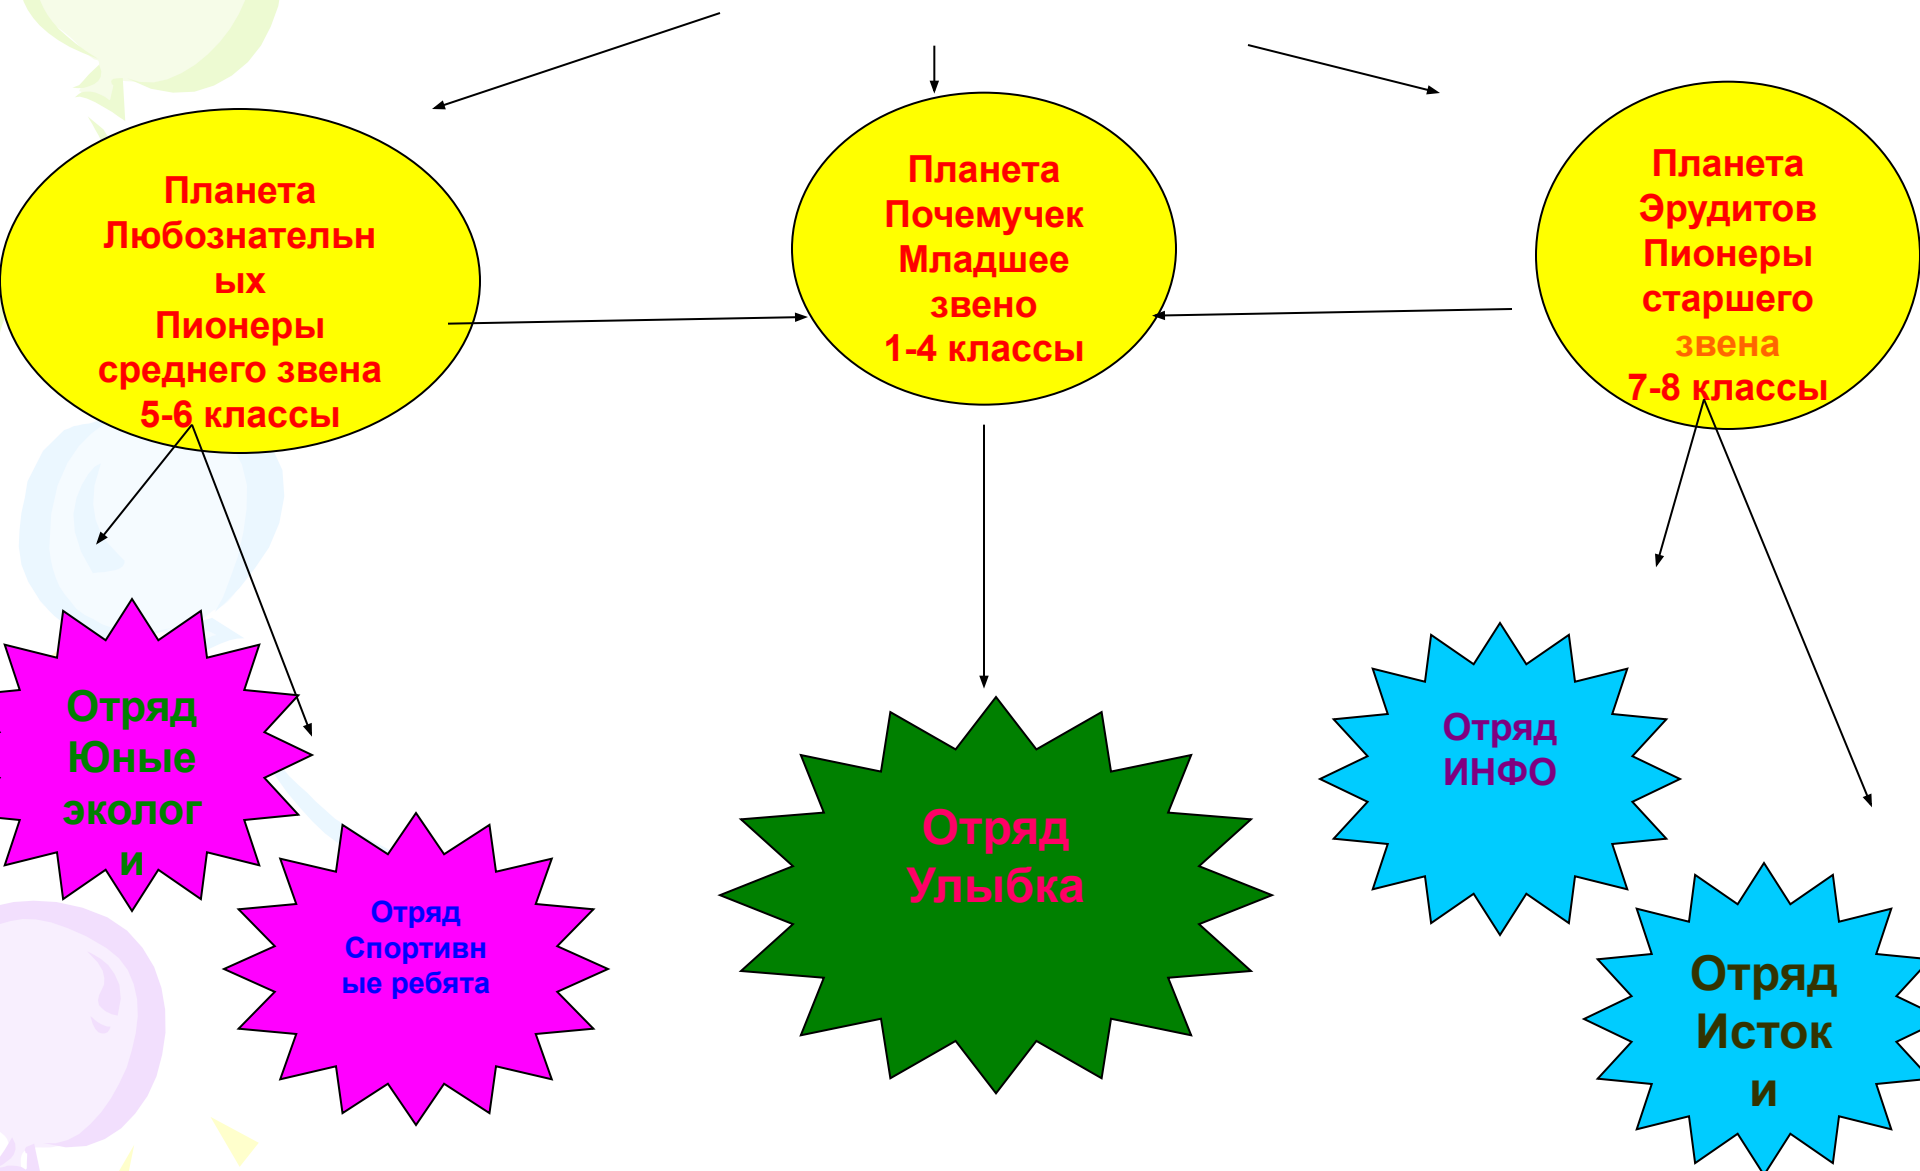 Планета
Любознательн
ых
Пионеры
среднего звена
5-6 классы
Планета
Почемучек
Младшее
звено
1-4 классы
Планета
Эрудитов
Пионеры
старшего
звена
7-8 классы
Отряд
Юные
эколог
и
Отряд
Спортивн
ые ребята
Отряд
Улыбка
Отряд
ИНФО
Отряд
Исток
и